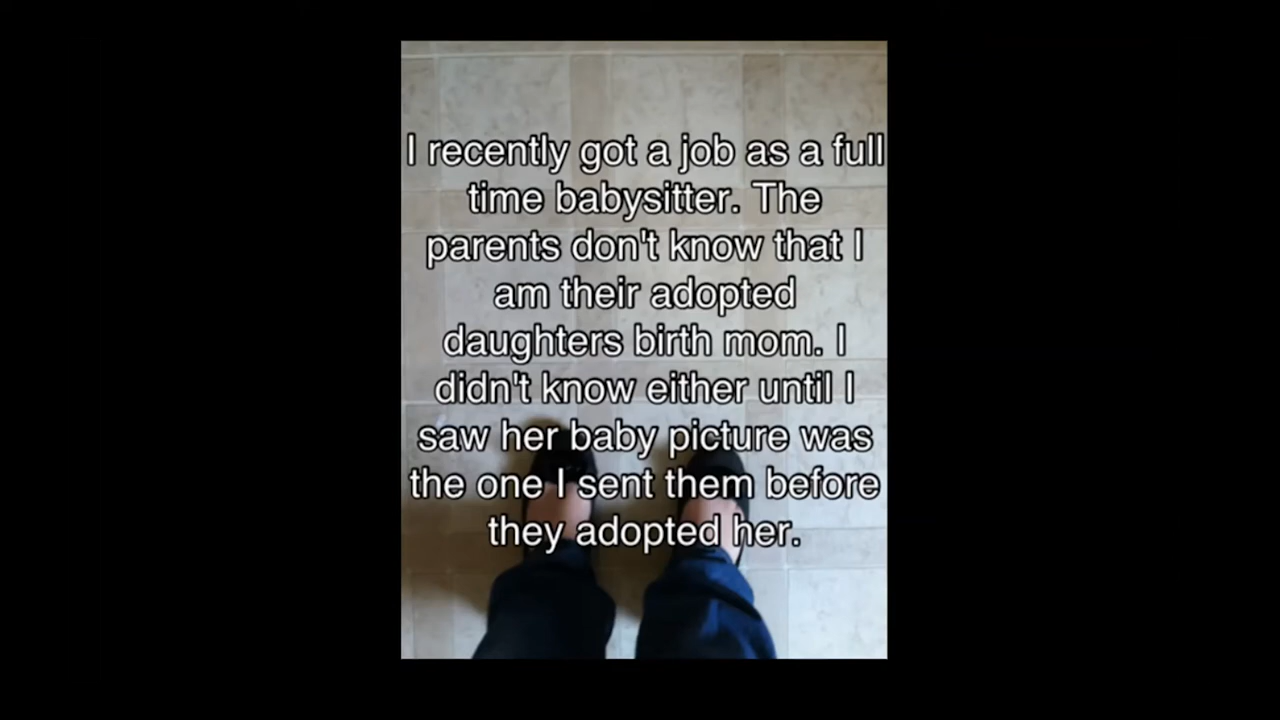 I recently got a job as a full
time babysitter. The
parents don't know that I
am their adopted
daughters birth mom. I
didn't know either until I
saw her baby picture was
the one I sent them before
they adopted her.